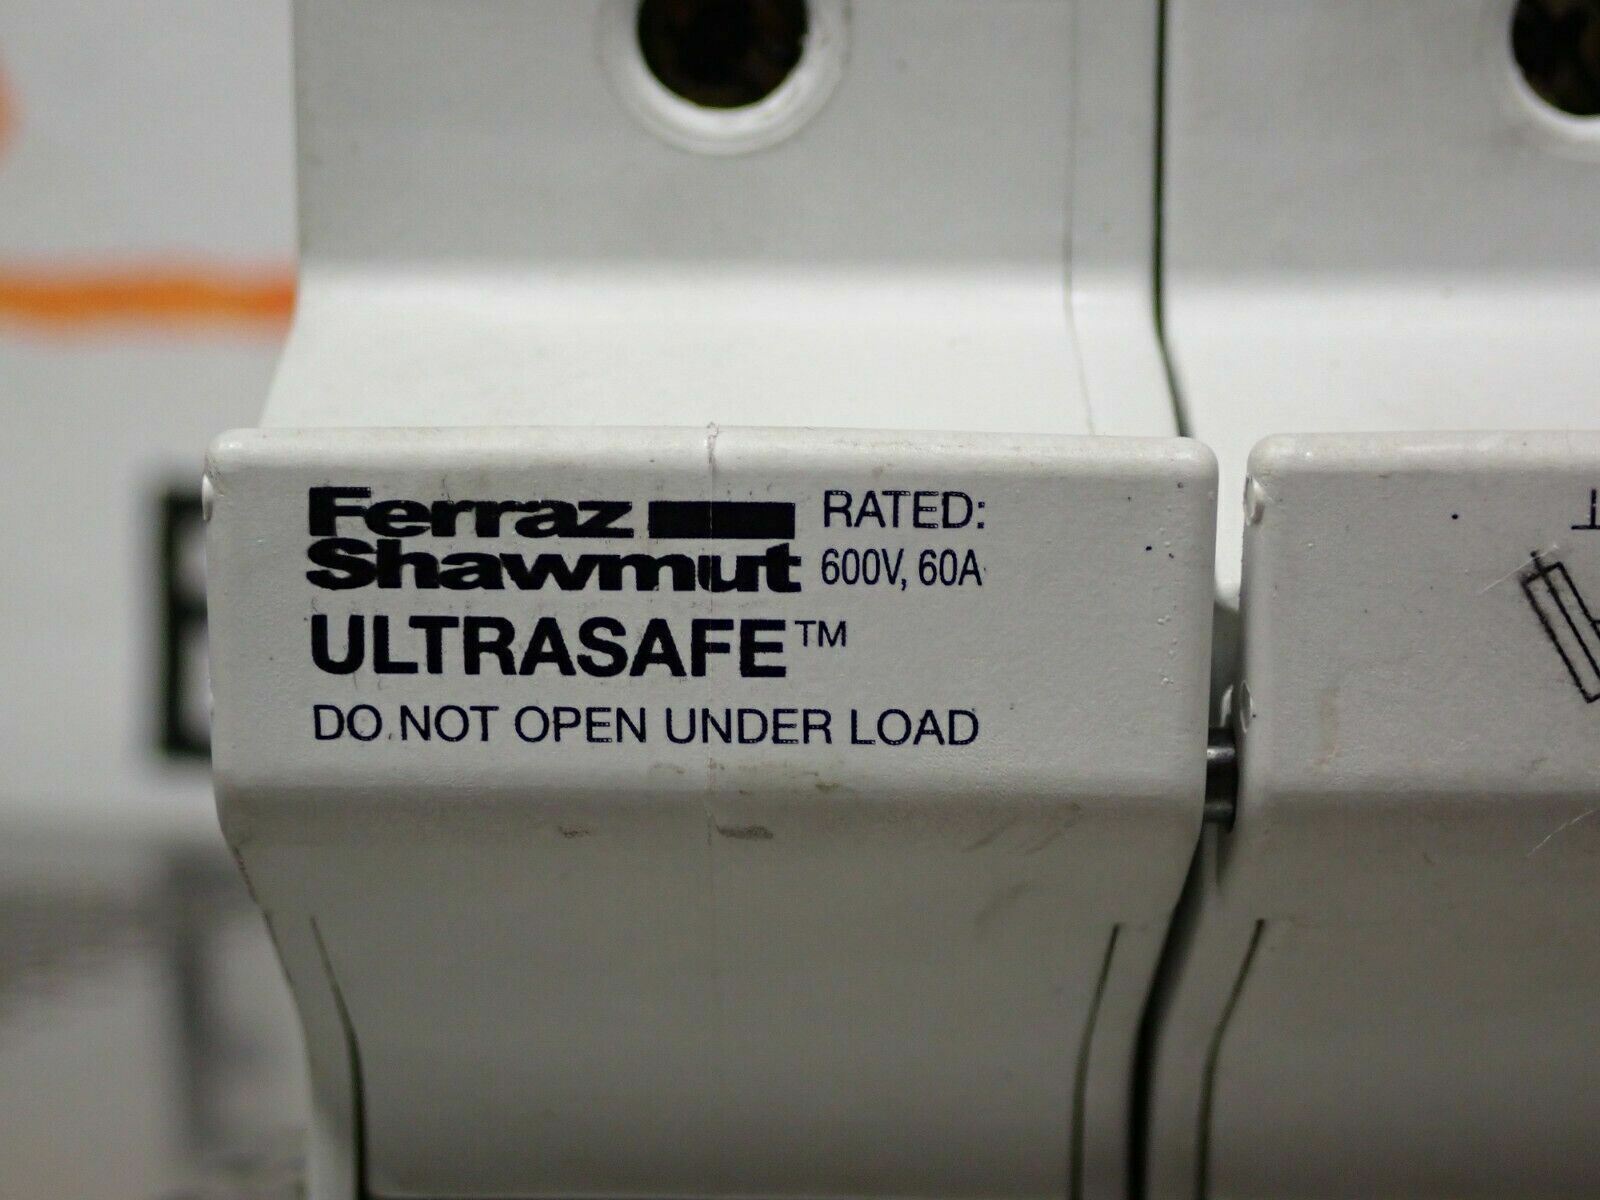 Ferraz
Shawmut
RATED:
600V, 60A
ULTRASAFE™
DO NOT OPEN UNDER LOAD